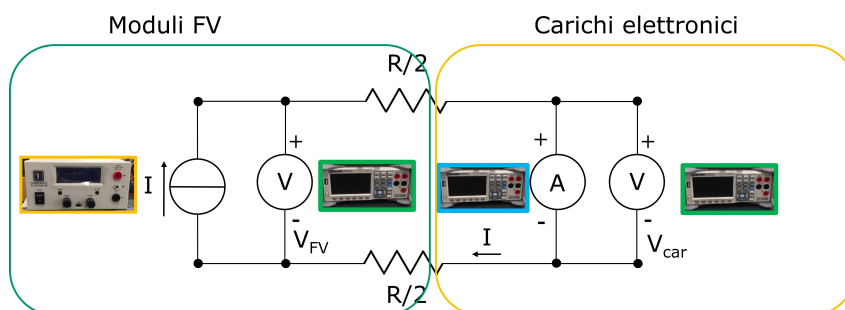 Moduli FV
Carichi elettronici
R/2
+
+
+
I
V
A
V
-
-
-
V_FV
I
V_car
R/2